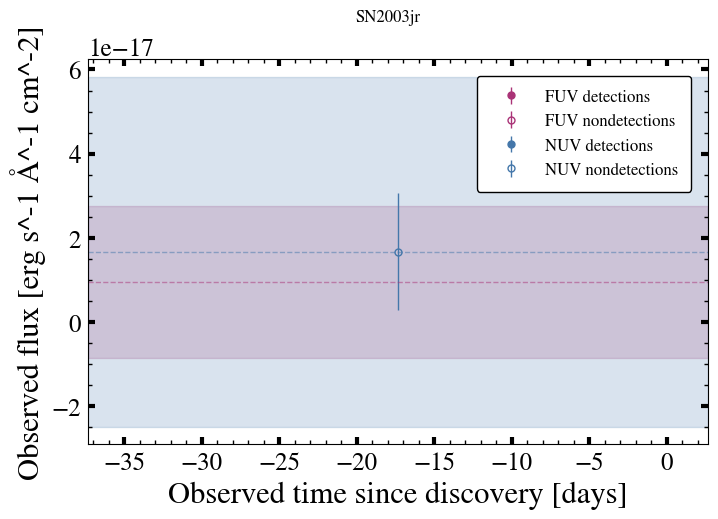 SN2003jr
1e−17
Observed flux [erg s^-1 Å^-1 cm^-2]
6
4
2
0
−2
FUV detections
FUV nondetections
NUV detections
NUV nondetections
−35 −30 −25 −20 −15 −10 −5 0
Observed time since discovery [days]